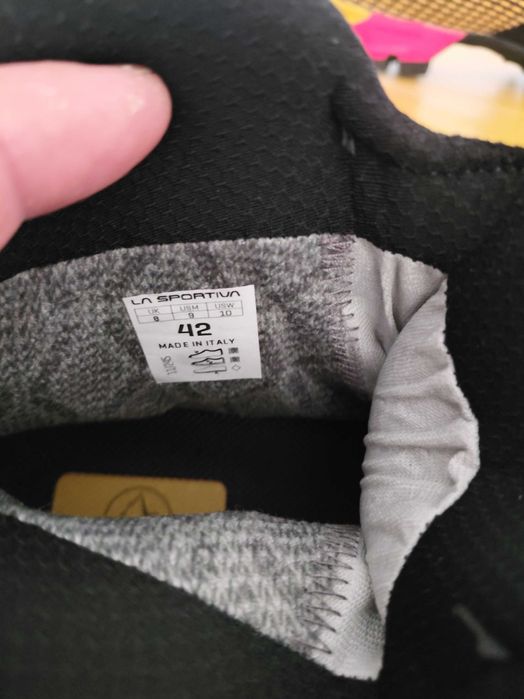 LA SPORTIVA
UK USM USW
8 9 10
42
MADE IN ITALY